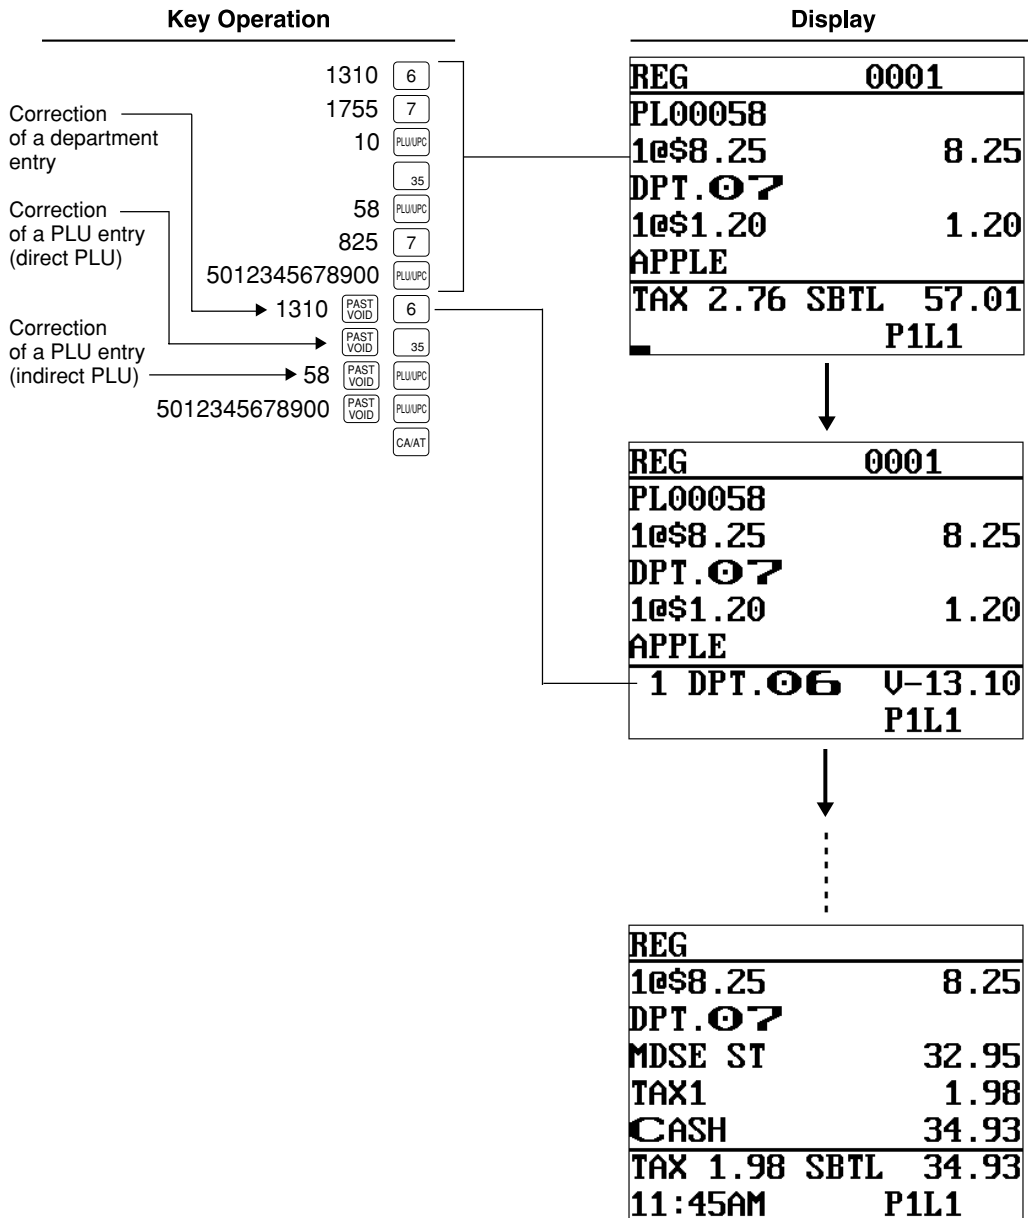 Key Operation
Display
1310 6
1755 7
10 PLU/UPC
35
58 PLU/UPC
825 7
5012345678900 PLU/UPC
1310 PAST VOID 6
PAST VOID 35
58 PAST VOID PLU/UPC
5012345678900 PAST VOID PLU/UPC
CA/AT
Correction
of a department
entry
Correction
of a PLU entry
(direct PLU)
Correction
of a PLU entry
(indirect PLU)
REG 0001
PL00058
1@$8.25 8.25
DPT.07
1@$1.20 1.20
APPLE
TAX 2.76 SBTL 57.01
P1L1
REG 0001
PL00058
1@$8.25 8.25
DPT.07
1@$1.20 1.20
APPLE
1 DPT.06 V-13.10
P1L1
REG
1@$8.25 8.25
DPT.07
MDSE ST 32.95
TAX1 1.98
CASH 34.93
TAX 1.98 SBTL 34.93
11:45AM P1L1